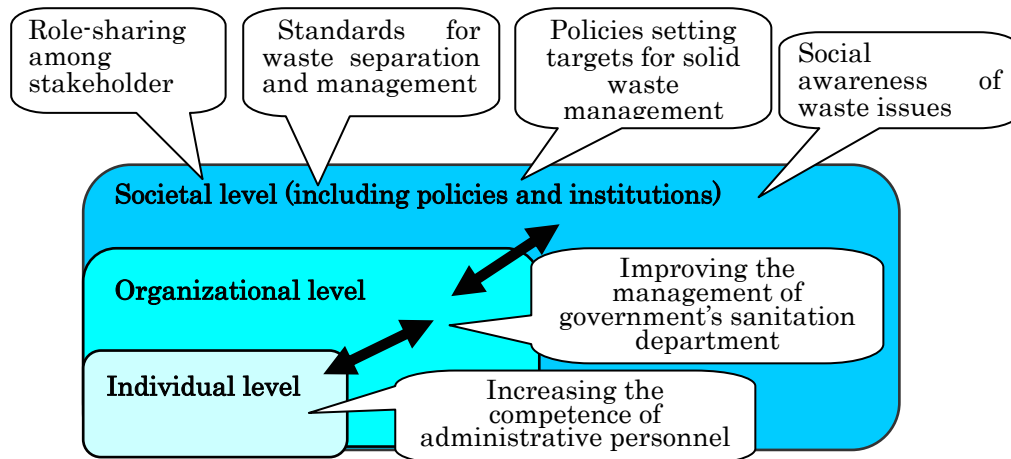 Role-sharing
among
stakeholder
Standards for
waste separation
and management
Policies setting
targets for solid
waste
management
Social
awareness of
waste issues
Societal level (including policies and institutions)
Organizational level
Improving the
management of
government's sanitation
department
Individual level
Increasing the
competence of
administrative personnel